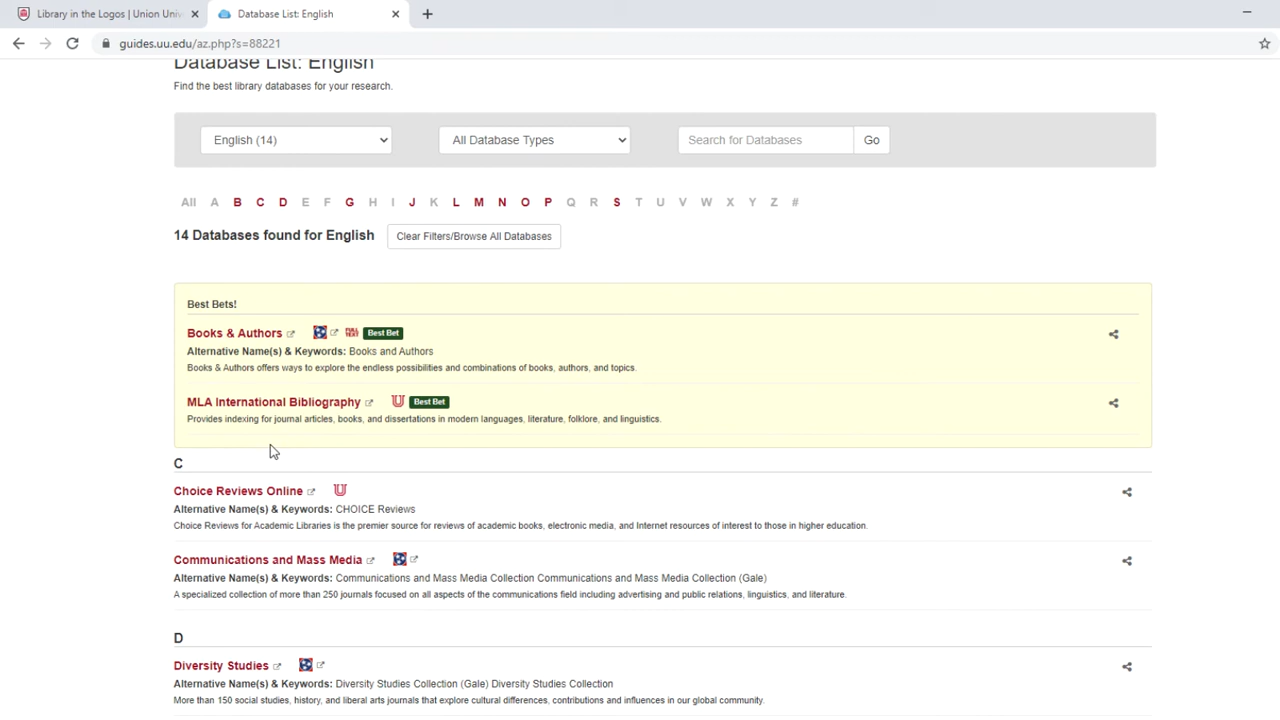 Library in the Logos | Union Univ
Database List: English
guides.uu.edu/az.php?s=88221
Database List: English
Find the best library databases for your research.
English (14)
All Database Types
Search for Databases
Go
All A B C D E F G H I J K L M N O P Q R S T U V W X Y Z #
14 Databases found for English
Clear Filters/Browse All Databases
Best Bets!
Books & Authors FULL TEXT Best Bet
Alternative Name(s) & Keywords: Books and Authors
Books & Authors offers ways to explore the endless possibilities and combinations of books, authors, and topics.
MLA International Bibliography U Best Bet
Provides indexing for journal articles, books, and dissertations in modern languages, literature, folklore, and linguistics.
C
Choice Reviews Online U
Alternative Name(s) & Keywords: CHOICE Reviews
Choice Reviews for Academic Libraries is the premier source for reviews of academic books, electronic media, and Internet resources of interest to those in higher education.
Communications and Mass Media
Alternative Name(s) & Keywords: Communications and Mass Media Collection Communications and Mass Media Collection (Gale)
A specialized collection of more than 250 journals focused on all aspects of the communications field including advertising and public relations, linguistics, and literature.
D
Diversity Studies
Alternative Name(s) & Keywords: Diversity Studies Collection (Gale) Diversity Studies Collection
More than 150 social studies, history, and liberal arts journals that explore cultural differences, contributions and influences in our global community.